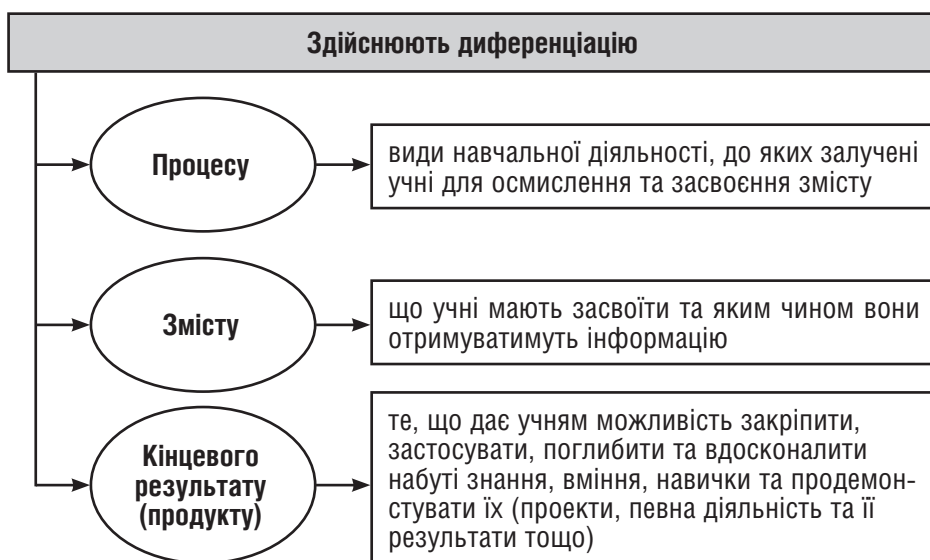 Здійснюють диференціацію
Процесу
види навчальної діяльності, до яких залучені
учні для осмислення та засвоєння змісту
Змісту
що учні мають засвоїти та яким чином вони
отримуватимуть інформацію
Кінцевого
результату
(продукту)
те, що дає учням можливість закріпити,
застосувати, поглибити та вдосконалити
набуті знання, вміння, навички та продемон-
стувати їх (проекти, певна діяльність та її
результати тощо)